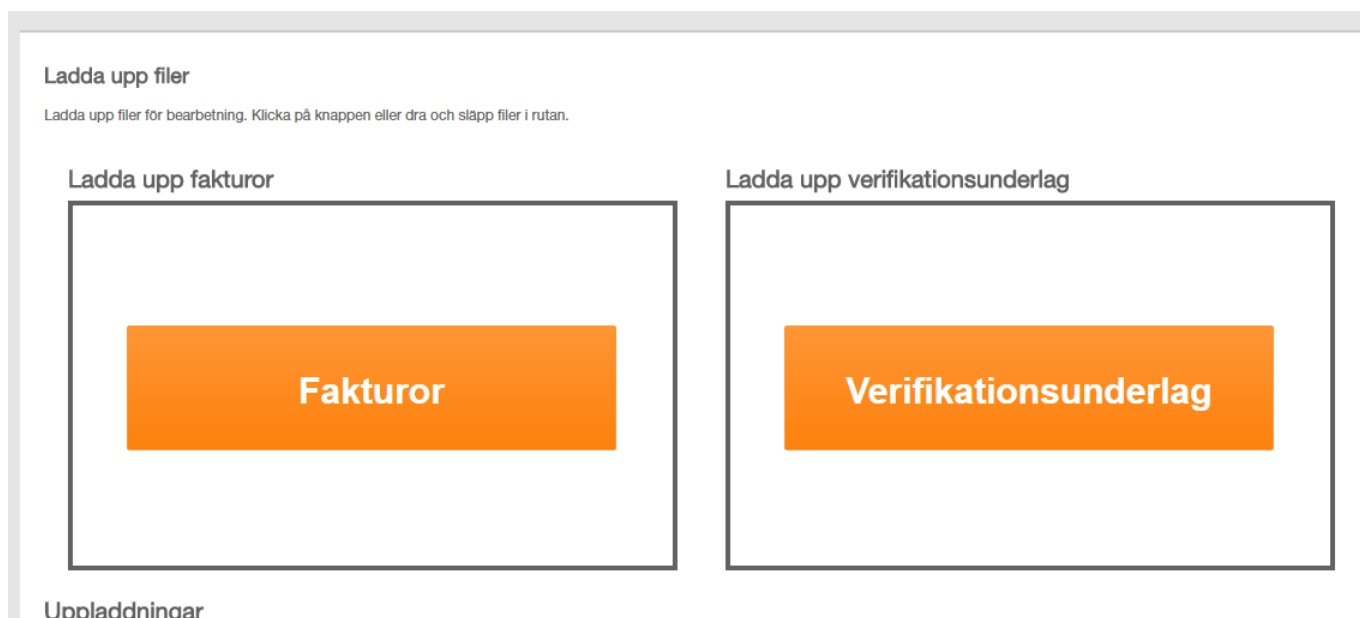 Ladda upp filer
Ladda upp filer för bearbetning. Klicka på knappen eller dra och släpp filer i rutan.
Ladda upp fakturor
Fakturor
Ladda upp verifikationsunderlag
Verifikationsunderlag
Uppladdningar